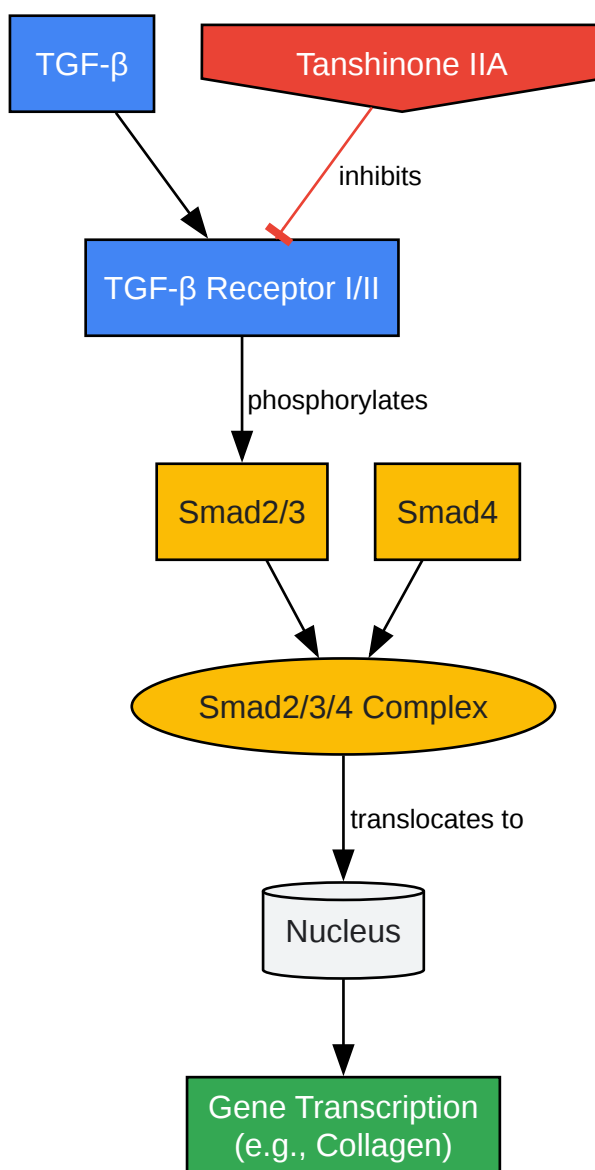 TGF-β
Tanshinone IIA
inhibits
TGF-β Receptor I/II
phosphorylates
Smad2/3
Smad4
Smad2/3/4 Complex
translocates to
Nucleus
Gene Transcription
(e.g., Collagen)